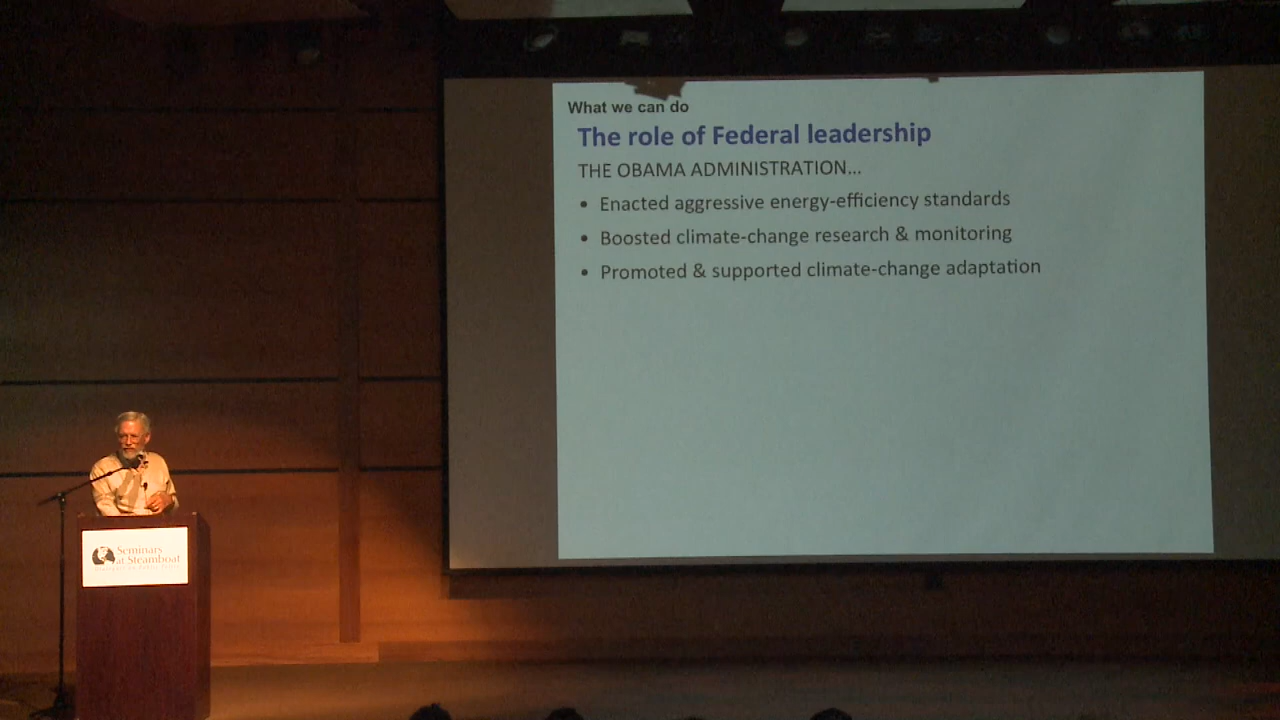 What we can do
The role of Federal leadership
THE OBAMA ADMINISTRATION...
• Enacted aggressive energy-efficiency standards
• Boosted climate-change research & monitoring
• Promoted & supported climate-change adaptation
Seminars
at Steamboat